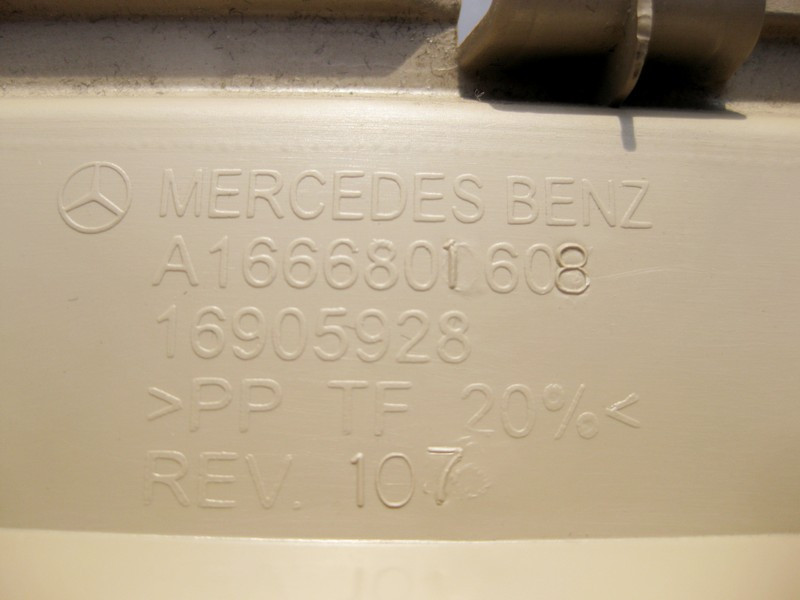 MERCEDES BENZ
A1666801608
16905928
>PP TF 20%<
REV. 107